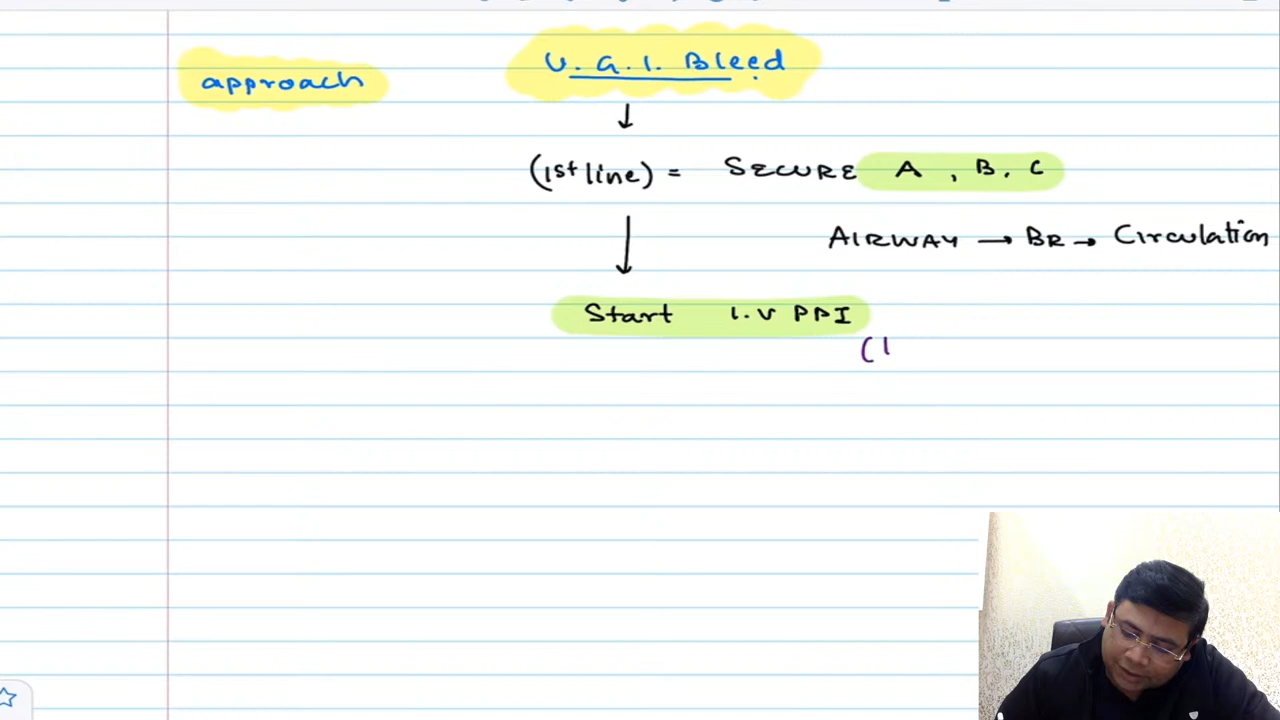 approach
U. G. I. Bleed
↓
(1st line) = SECURE A, B, C
↓ AIRWAY → BR → Circulation
Start I.V PPI
(I